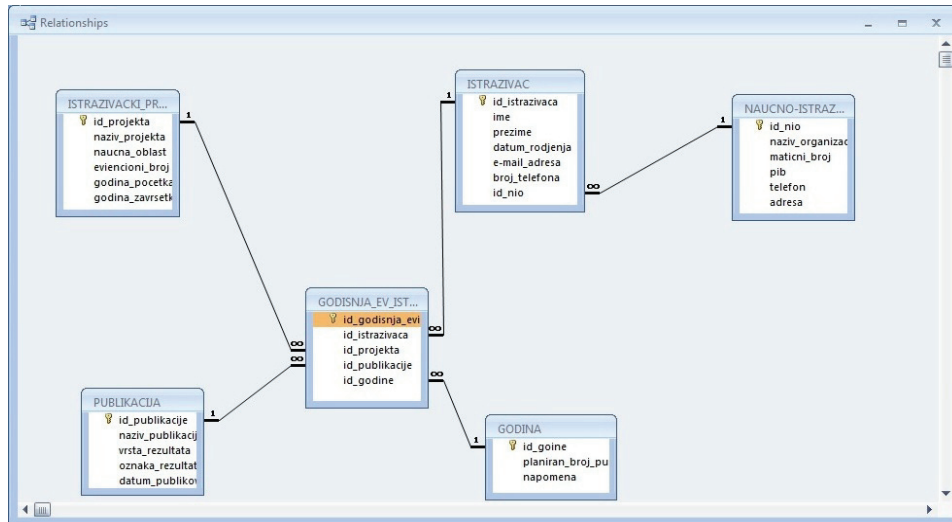 Relationships
ISTRAZIVACKI_PR...
id_projekta
naziv_projekta
naucna_oblast
eviencioni_broj
godina_pocetka
godina_zavrsetk
1
ISTRAZIVAC
id_istrazivaca
ime
prezime
datum_rodjenja
e-mail_adresa
broj_telefona
id_nio
1
∞
NAUCNO-ISTRAZ...
id_nio
naziv_organizac
maticni_broj
pib
telefon
adresa
1
GODISNJA_EV_IST...
id_godisnja_evi
id_istrazivaca
id_projekta
id_publikacije
id_godine
∞
∞
∞
∞
PUBLIKACIJA
id_publikacije
naziv_publikacij
vrsta_rezultata
oznaka_rezultat
datum_publikov
1
GODINA
id_goine
planiran_broj_pu
napomena
1